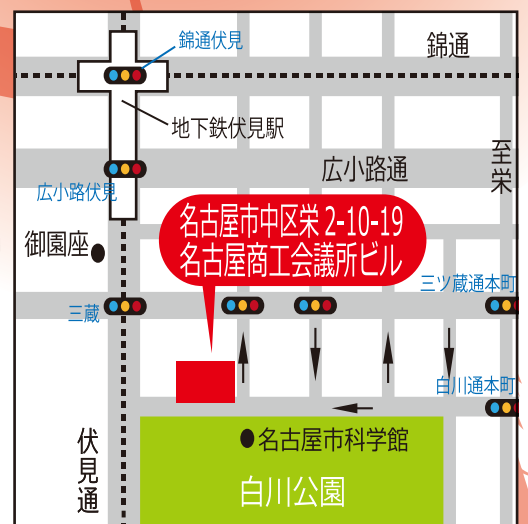 錦通伏見
錦通
地下鉄伏見駅
広小路通
至栄
広小路伏見
名古屋市中区栄 2-10-19
名古屋商工会議所ビル
御園座
三ツ蔵通本町
三蔵
白川通本町
伏見通
名古屋市科学館
白川公園